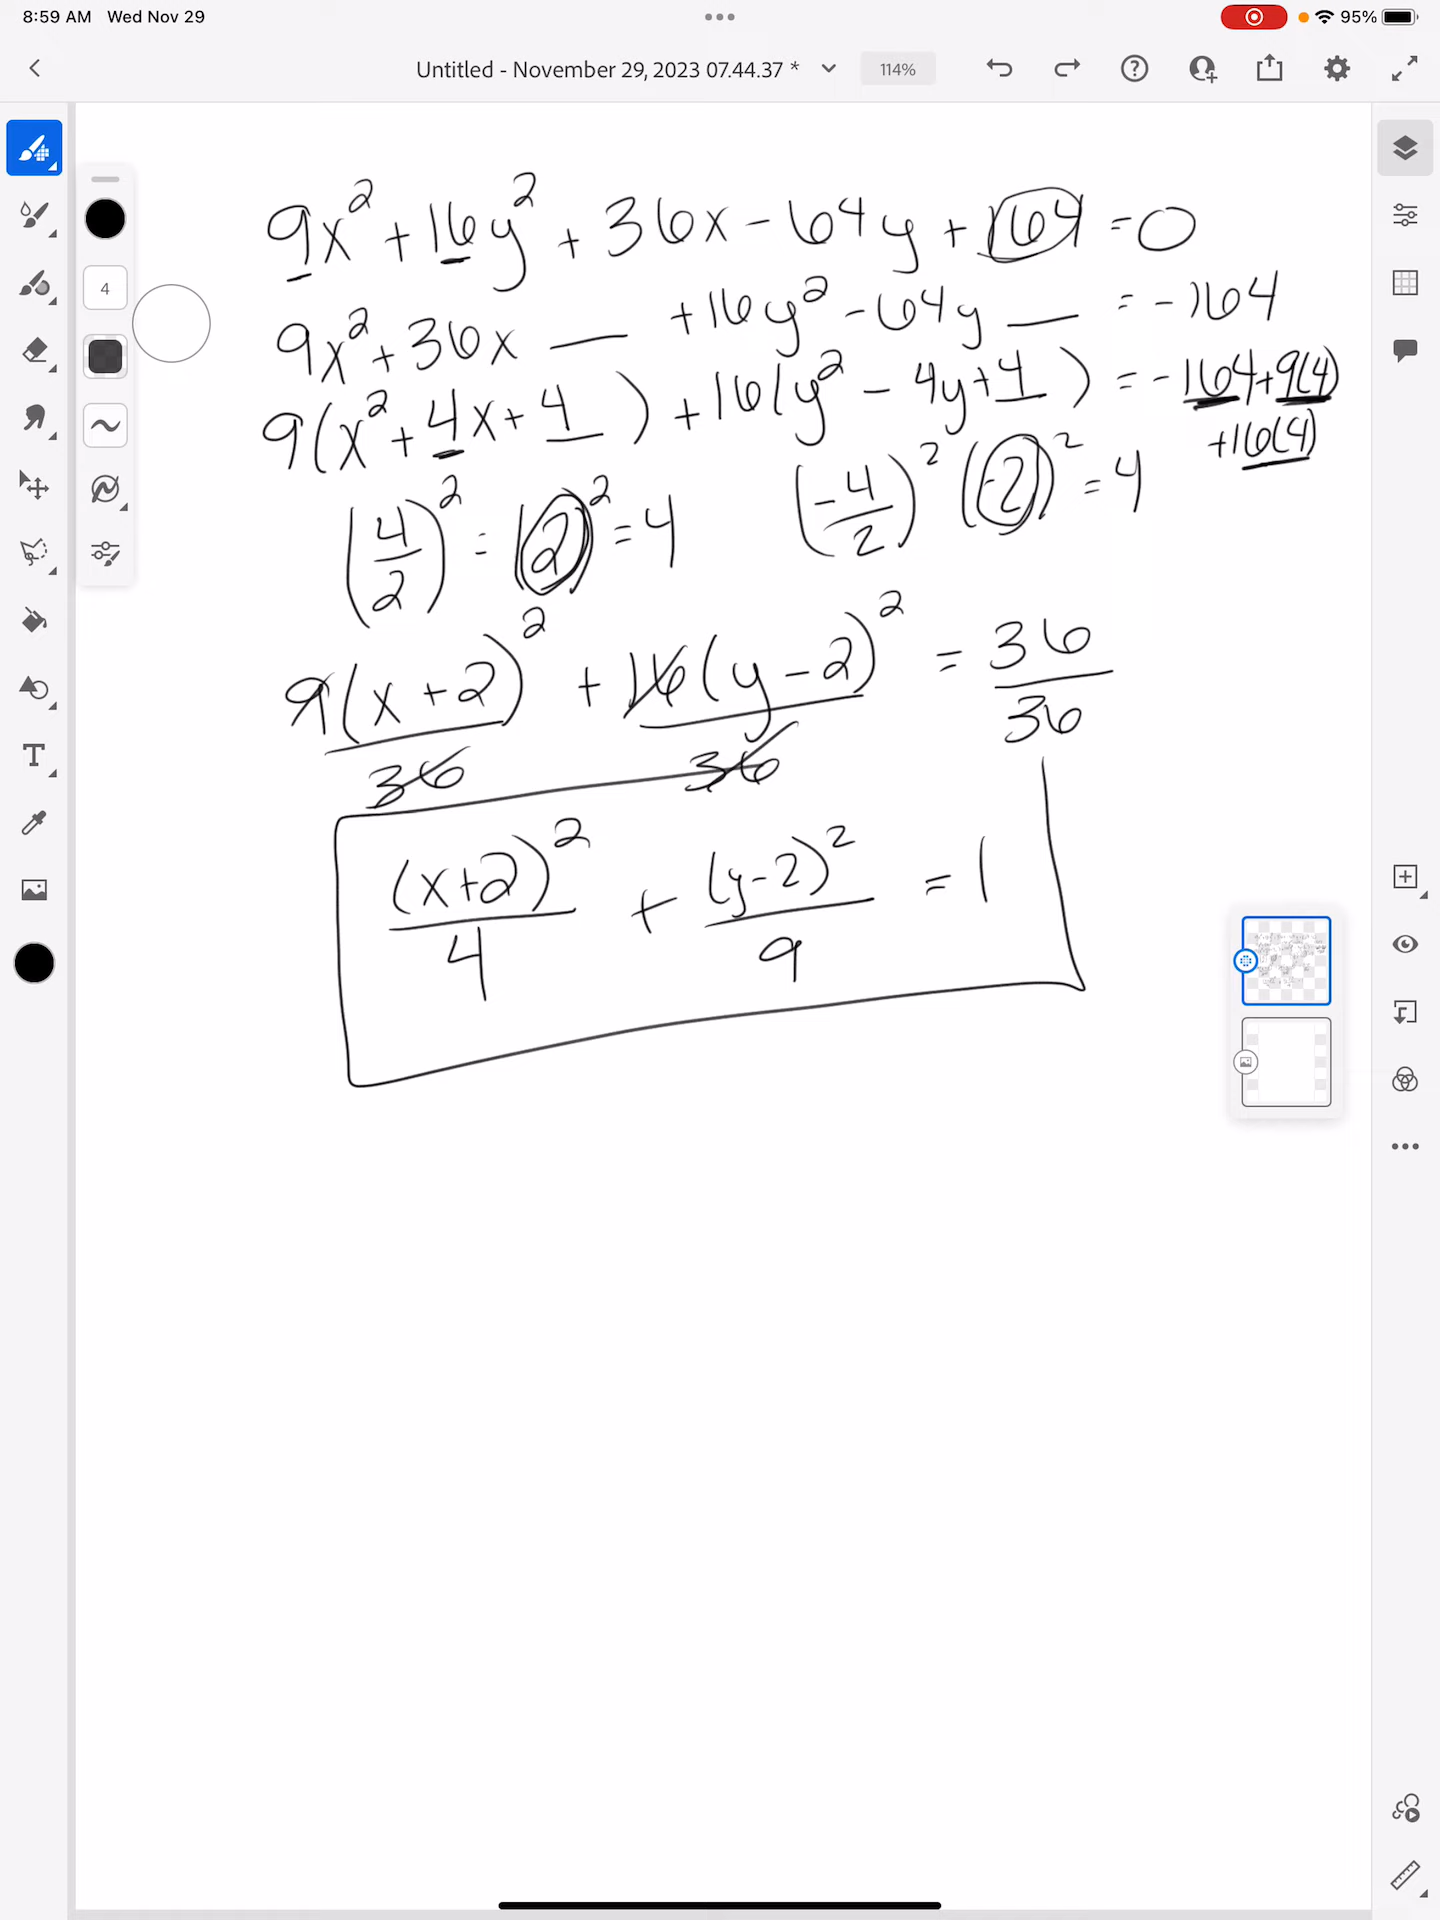 8:59 AM Wed Nov 29 95%
Untitled - November 29, 2023 07.44.37 * 114%
4
9x² + 16y² + 36x - 64y + 164 = 0
9x² + 36x __ + 16y² - 64y __ = -164
9(x² + 4x + 4) + 16(y² - 4y + 4) = -164 + 9(4)
+16(4)
(4/2)² = (2)² = 4 (-4/2)² (-2)² = 4
9(x+2)²/36 + 16(y-2)²/36 = 36/36
(x+2)²/4 + (y-2)²/9 = 1
T